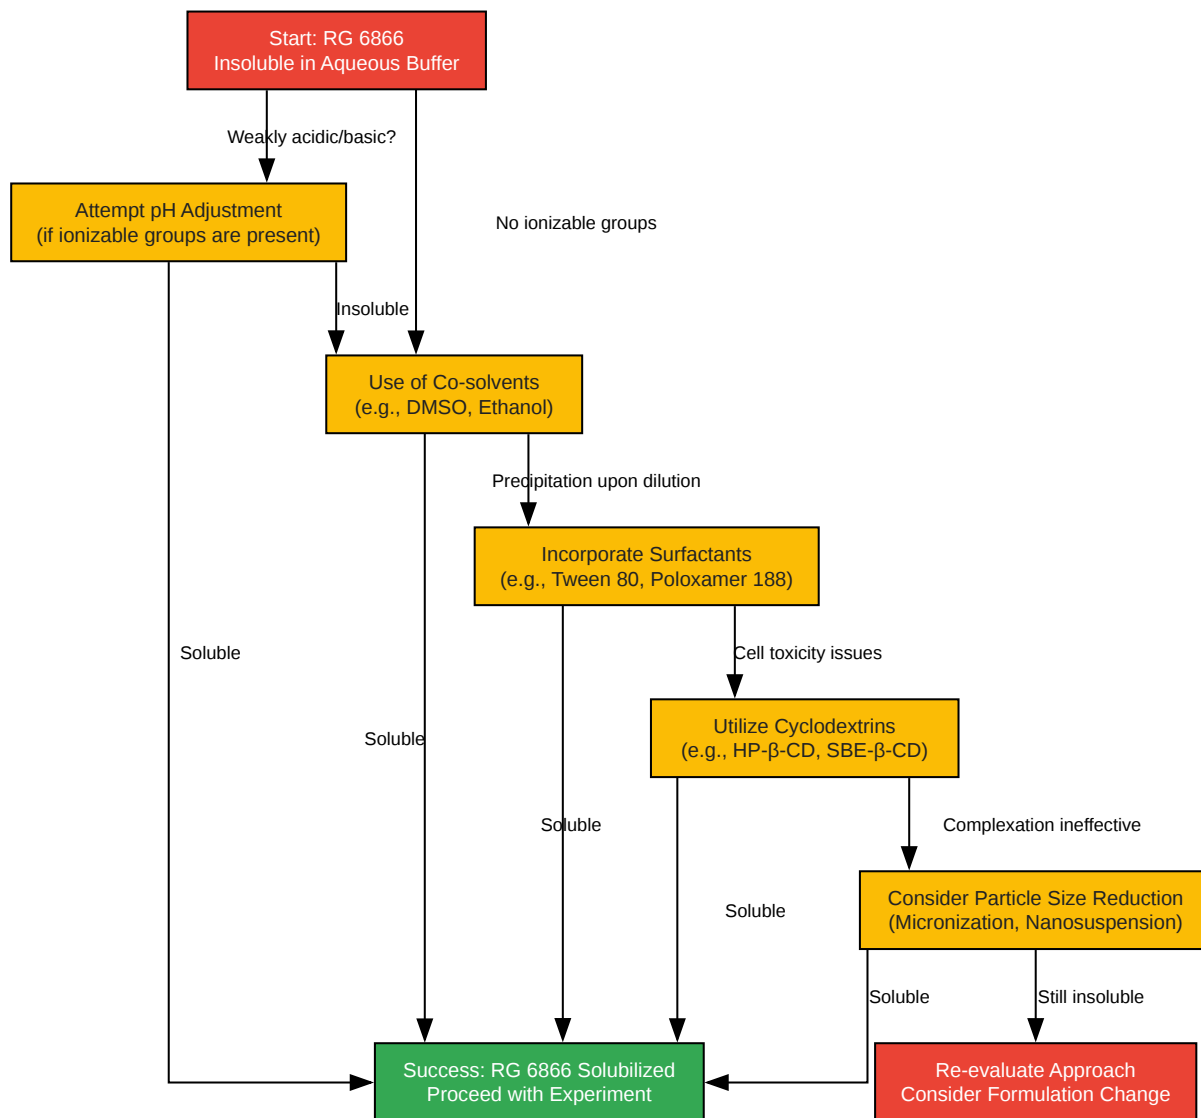 Start: RG 6866
Insoluble in Aqueous Buffer
Weakly acidic/basic?
Attempt pH Adjustment
(if ionizable groups are present)
No ionizable groups
Insoluble
Use of Co-solvents
(e.g., DMSO, Ethanol)
Precipitation upon dilution
Incorporate Surfactants
(e.g., Tween 80, Poloxamer 188)
Soluble
Cell toxicity issues
Utilize Cyclodextrins
(e.g., HP-β-CD, SBE-β-CD)
Soluble
Soluble
Complexation ineffective
Consider Particle Size Reduction
(Micronization, Nanosuspension)
Soluble
Soluble
Still insoluble
Success: RG 6866 Solubilized
Proceed with Experiment
Re-evaluate Approach
Consider Formulation Change